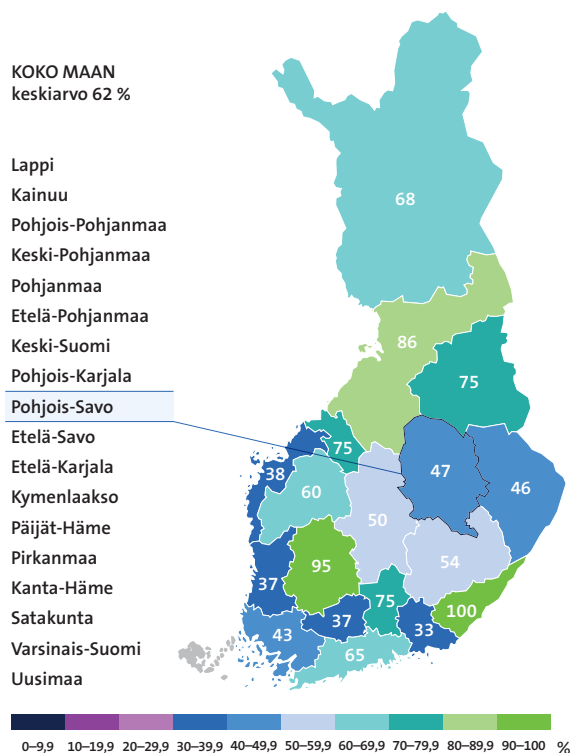 KOKO MAAN
keskiarvo 62 %
Lappi
Kainuu
Pohjois-Pohjanmaa
Keski-Pohjanmaa
Pohjanmaa
Etelä-Pohjanmaa
Keski-Suomi
Pohjois-Karjala
Pohjois-Savo
Etelä-Savo
Etelä-Karjala
Kymenlaakso
Päijät-Häme
Pirkanmaa
Kanta-Häme
Satakunta
Varsinais-Suomi
Uusimaa
68
86
75
75
38
47
46
60
50
95
54
37
75
100
37
33
43
65
0–9,9 10–19,9 20–29,9 30–39,9 40–49,9 50–59,9 60–69,9 70–79,9 80–89,9 90–100 %